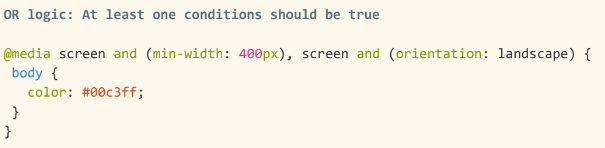 OR logic: At least one conditions should be true
@media screen and (min-width: 400px), screen and (orientation: landscape) {
body {
color: #00c3ff;
}
}